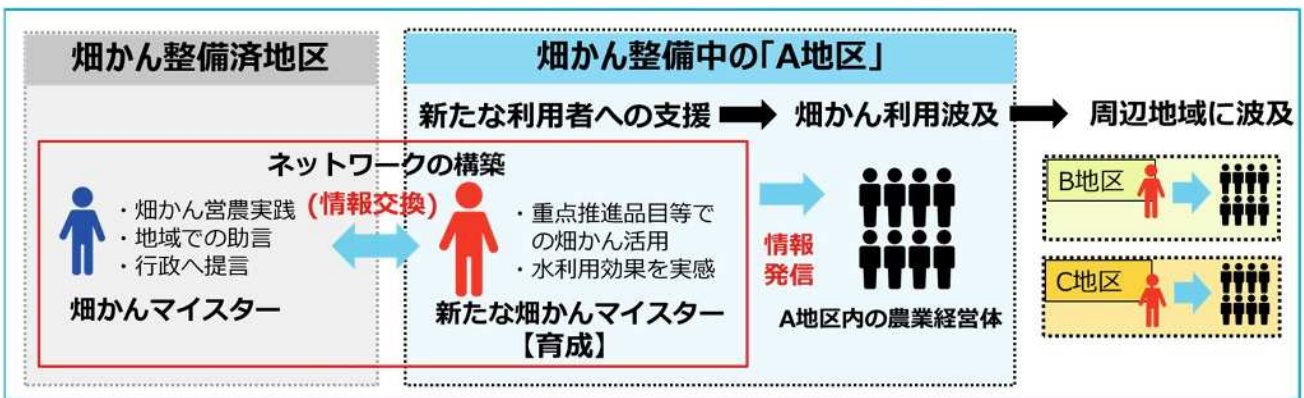 畑かん整備済地区
畑かん整備中の「A地区」
新たな利用者への支援
畑かん利用波及
周辺地域に波及
ネットワークの構築
(情報交換)
・畑かん営農実践
・地域での助言
・行政へ提言
畑かんマイスター
・重点推進品目等で
の畑かん活用
・水利用効果を実感
新たな畑かんマイスター
【育成】
情報
発信
A地区内の農業経営体
B地区
C地区